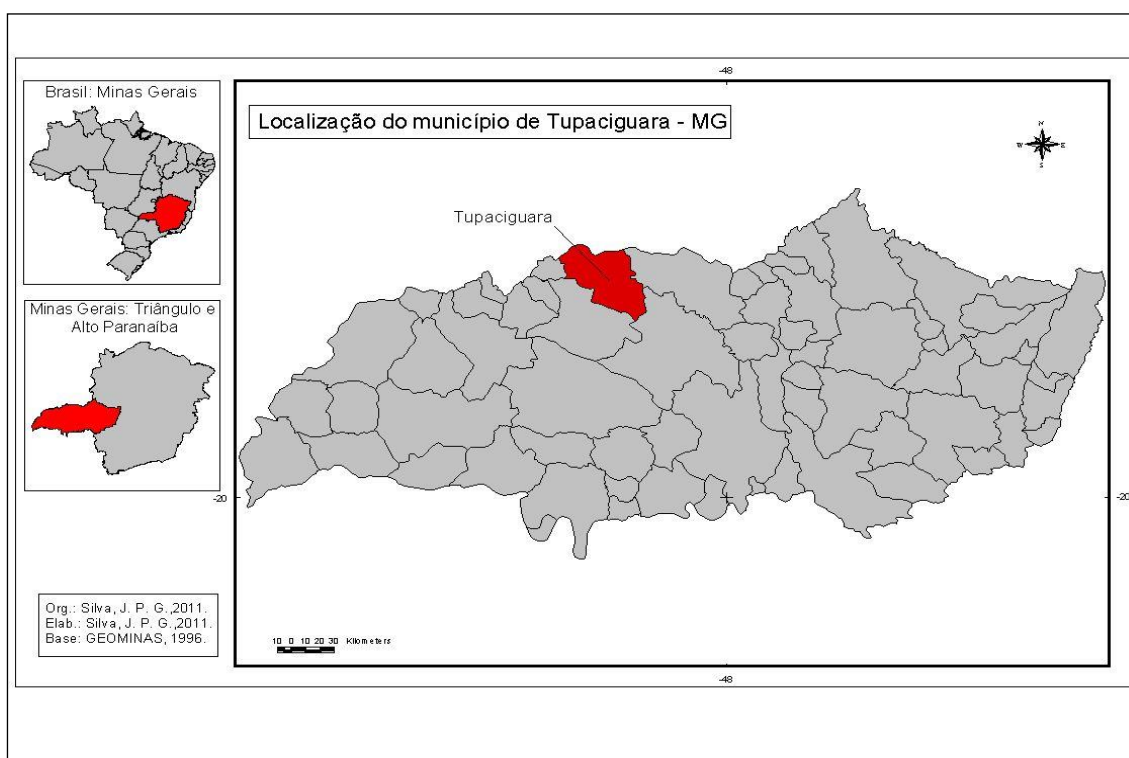 -48
Brasil: Minas Gerais
Localização do município de Tupaciguara - MG
N
W E
S
Tupaciguara
Minas Gerais: Triângulo e
Alto Paranaíba
-20
-20
Org.: Silva, J. P. G.,2011.
Elab.: Silva, J. P. G.,2011.
Base: GEOMINAS, 1996.
10 0 10 20 30 Kilometers
-48